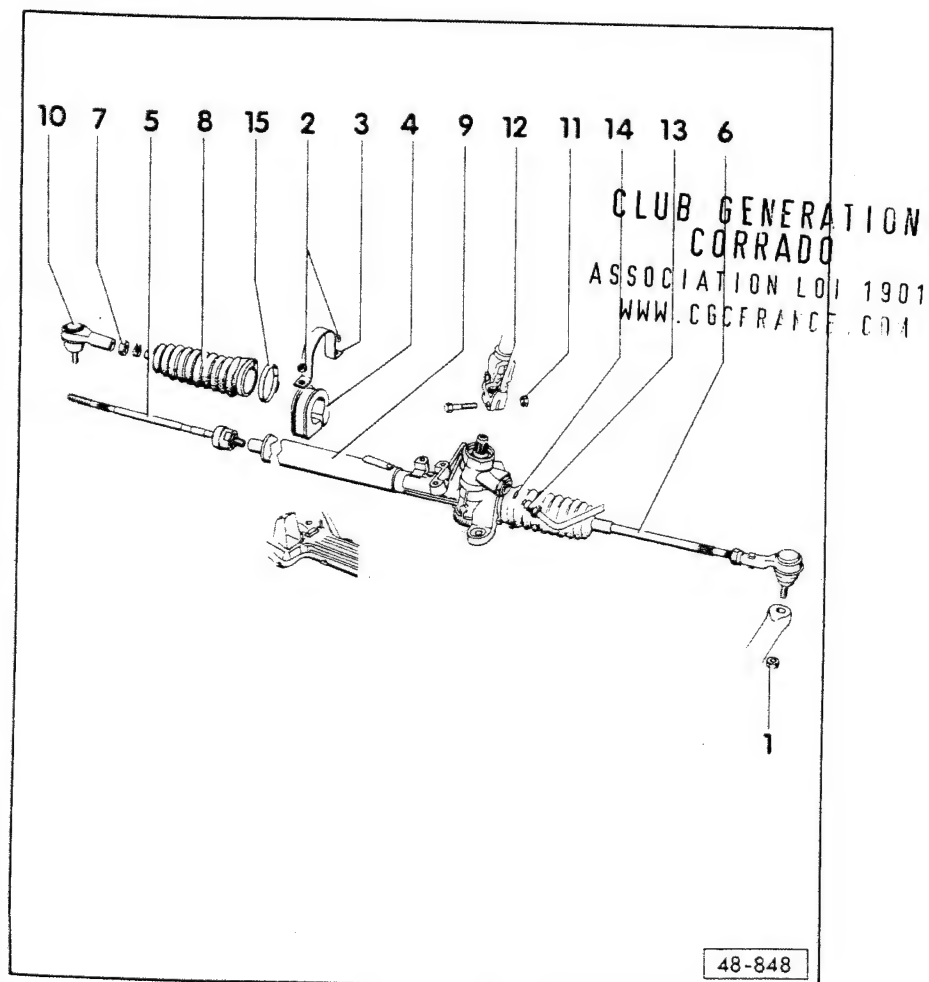 10 7 5 8 15 2 3 4 9 12 11 14 13 6
CLUB GENERATION
CORRADO
ASSOCIATION LOI 1901
WWW.CGCFRANCE.COM
1
48-848